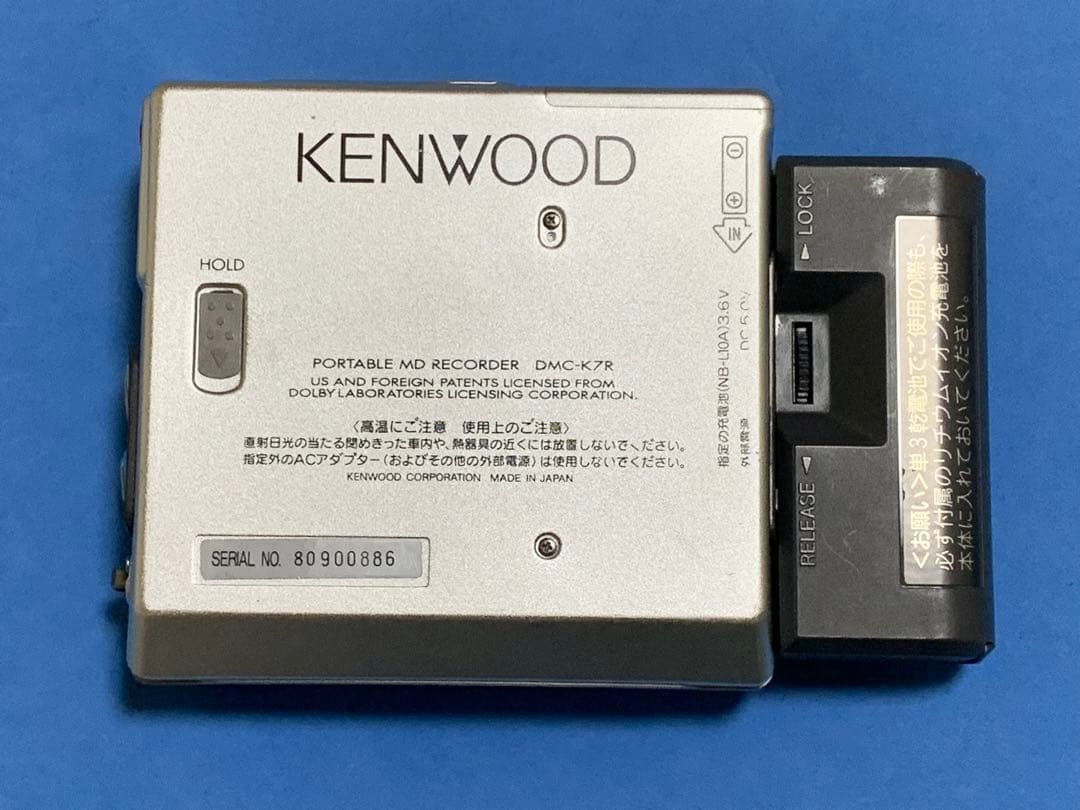 KENWOOD
HOLD
PORTABLE MD RECORDER DMC-K7R
US AND FOREIGN PATENTS LICENSED FROM
DOLBY LABORATORIES LICENSING CORPORATION.
〈高温にご注意 使用上のご注意〉
直射日光の当たる閉めきった車内や、熱器具の近くには放置しないでください。
指定外のACアダプター(およびその他の外部電源)は使用しないでください。
KENWOOD CORPORATION MADE IN JAPAN
SERIAL NO. 80900886
指定の充電池(NB-L10A)3.6V
外部電源 DC 5.0V
IN
LOCK
RELEASE
<お願い>単3乾電池でご使用の際も、
必ず付属のリチウムイオン充電池を
本体に入れておいてください。